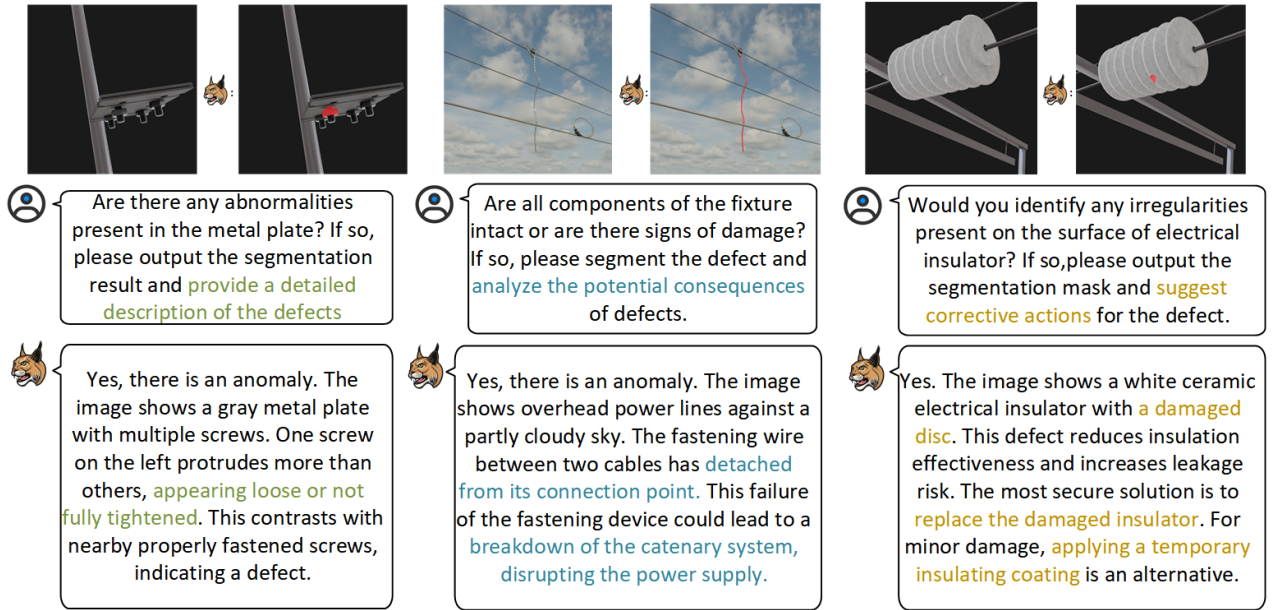 :
:
:
Are there any abnormalities
present in the metal plate? If so,
please output the segmentation
result and provide a detailed
description of the defects
Are all components of the fixture
intact or are there signs of damage?
If so, please segment the defect and
analyze the potential consequences
of defects.
Would you identify any irregularities
present on the surface of electrical
insulator? If so,please output the
segmentation mask and suggest
corrective actions for the defect.
Yes, there is an anomaly. The
image shows a gray metal plate
with multiple screws. One screw
on the left protrudes more than
others, appearing loose or not
fully tightened. This contrasts with
nearby properly fastened screws,
indicating a defect.
Yes, there is an anomaly. The image
shows overhead power lines against a
partly cloudy sky. The fastening wire
between two cables has detached
from its connection point. This failure
of the fastening device could lead to a
breakdown of the catenary system,
disrupting the power supply.
Yes. The image shows a white ceramic
electrical insulator with a damaged
disc. This defect reduces insulation
effectiveness and increases leakage
risk. The most secure solution is to
replace the damaged insulator. For
minor damage, applying a temporary
insulating coating is an alternative.